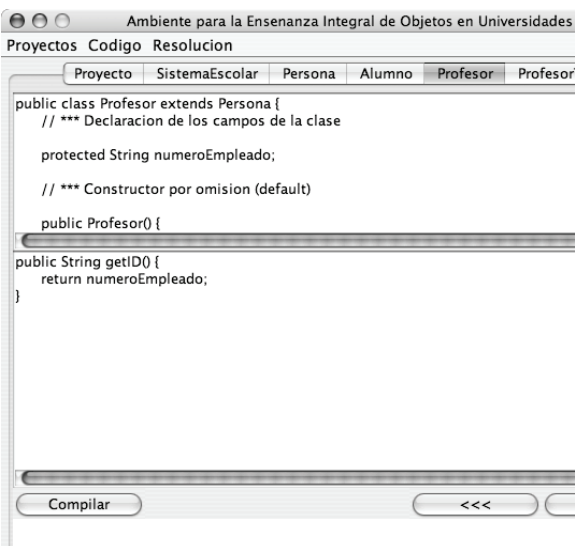 Ambiente para la Ensenanza Integral de Objetos en Universidades
Proyectos Codigo Resolucion
Proyecto SistemaEscolar Persona Alumno Profesor Profesor
public class Profesor extends Persona {
// *** Declaracion de los campos de la clase
protected String numeroEmpleado;
// *** Constructor por omision (default)
public Profesor() {
public String getID() {
return numeroEmpleado;
}
Compilar <<<